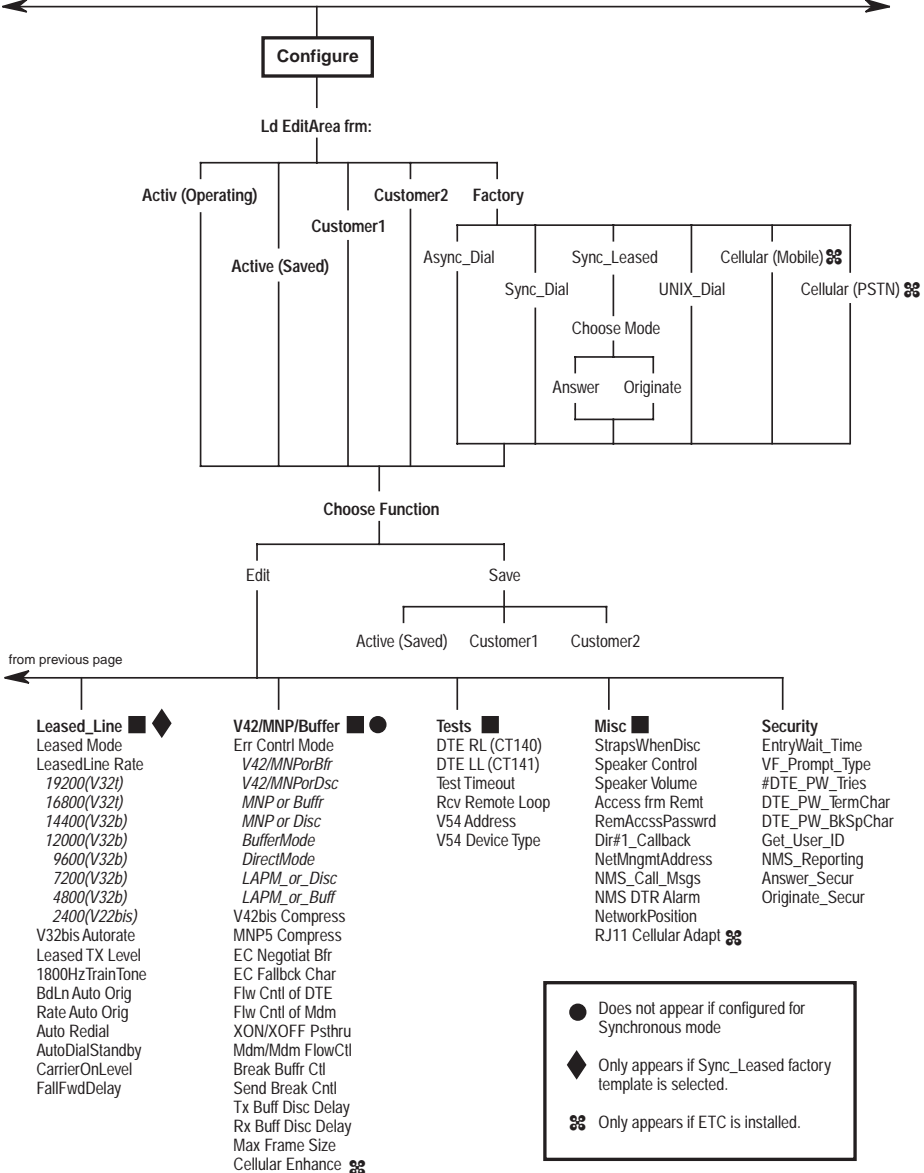 Configure
Ld EditArea frm:
Activ (Operating)
Active (Saved)
Customer1
Customer2
Factory
Async_Dial
Sync_Dial
Sync_Leased
Choose Mode
Answer
Originate
UNIX_Dial
Cellular (Mobile)
Cellular (PSTN)
Choose Function
Edit
Save
Active (Saved)
Customer1
Customer2
from previous page
Leased_Line
Leased Mode
LeasedLine Rate
19200(V32t)
16800(V32t)
14400(V32b)
12000(V32b)
9600(V32b)
7200(V32b)
4800(V32b)
2400(V22bis)
V32bis Autorate
Leased TX Level
1800HzTrainTone
BdLn Auto Orig
Rate Auto Orig
Auto Redial
AutoDialStandby
CarrierOnLevel
FallFwdDelay
V42/MNP/Buffer
Err Contrl Mode
V42/MNPorBfr
V42/MNPorDsc
MNP or Buffr
MNP or Disc
BufferMode
DirectMode
LAPM_or_Disc
LAPM_or_Buff
V42bis Compress
MNP5 Compress
EC Negotiat Bfr
EC Fallbck Char
Flw Cntl of DTE
Flw Cntl of Mdm
XON/XOFF Psthru
Mdm/Mdm FlowCtl
Break Buffr Ctl
Send Break Cntl
Tx Buff Disc Delay
Rx Buff Disc Delay
Max Frame Size
Cellular Enhance
Tests
DTE RL (CT140)
DTE LL (CT141)
Test Timeout
Rcv Remote Loop
V54 Address
V54 Device Type
Misc
StrapsWhenDisc
Speaker Control
Speaker Volume
Access frm Remt
RemAccssPasswrd
Dir#1_Callback
NetMngmtAddress
NMS_Call_Msgs
NMS DTR Alarm
NetworkPosition
RJ11 Cellular Adapt
Security
EntryWait_Time
VF_Prompt_Type
#DTE_PW_Tries
DTE_PW_TermChar
DTE_PW_BkSpChar
Get_User_ID
NMS_Reporting
Answer_Secur
Originate_Secur
Does not appear if configured for
Synchronous mode
Only appears if Sync_Leased factory
template is selected.
Only appears if ETC is installed.